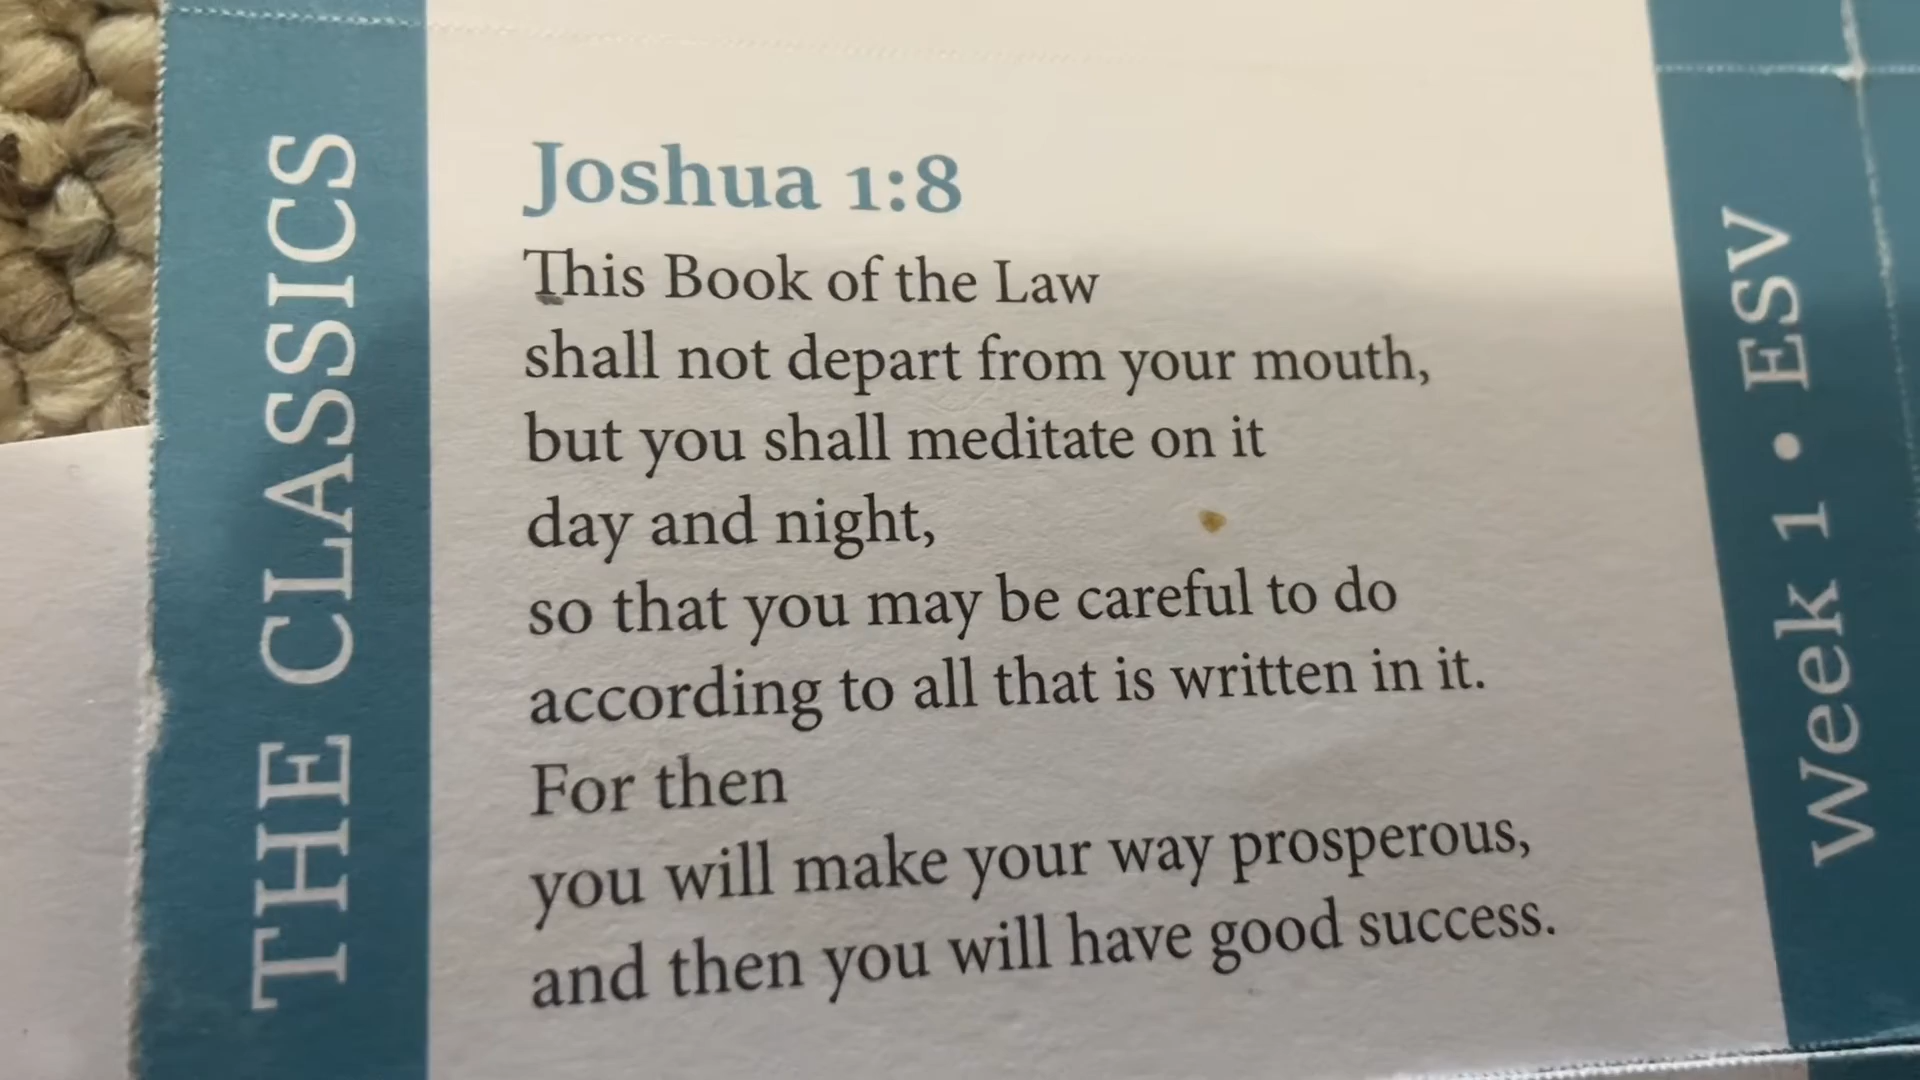 THE CLASSICS
Joshua 1:8
This Book of the Law
shall not depart from your mouth,
but you shall meditate on it
day and night,
so that you may be careful to do
according to all that is written in it.
For then
you will make your way prosperous,
and then you will have good success.
Week 1 • ESV